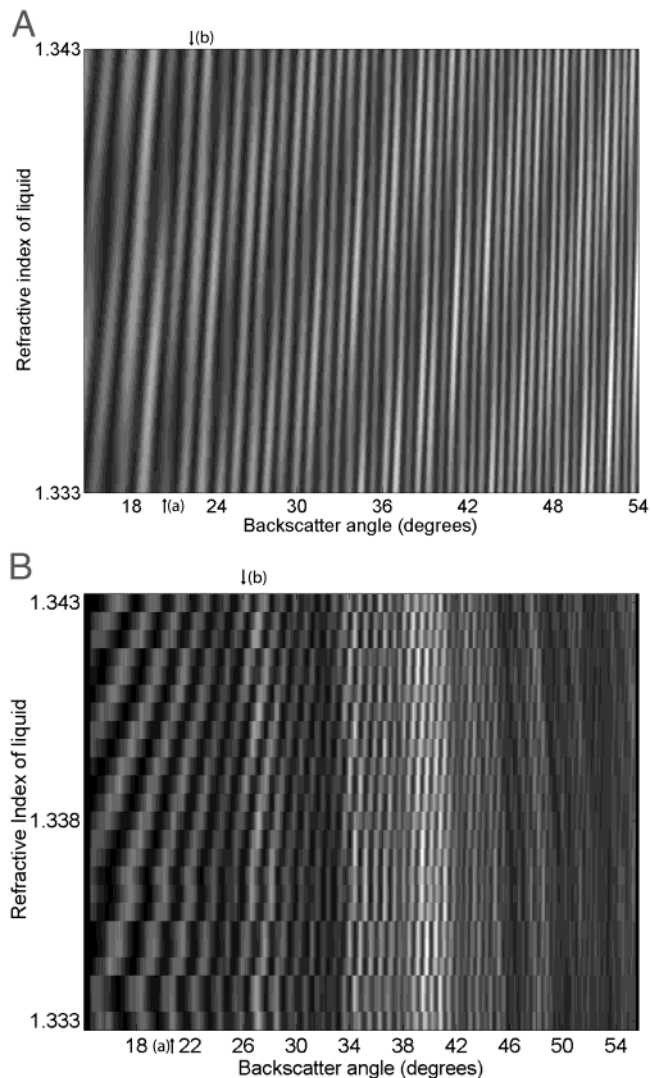 A
↓(b)
1.343
Refractive index of liquid
1.333
18 ↑(a) 24 30 36 42 48 54
Backscatter angle (degrees)
B
↓(b)
1.343
Refractive Index of liquid
1.338
1.333
18 (a)↑ 22 26 30 34 38 42 46 50 54
Backscatter angle (degrees)